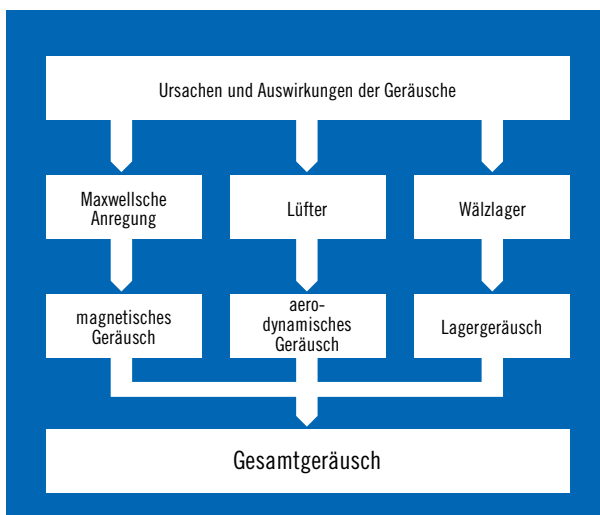 Ursachen und Auswirkungen der Geräusche
Maxwellsche
Anregung
Lüfter
Wälzlager
magnetisches
Geräusch
aero-
dynamisches
Geräusch
Lagergeräusch
Gesamtgeräusch